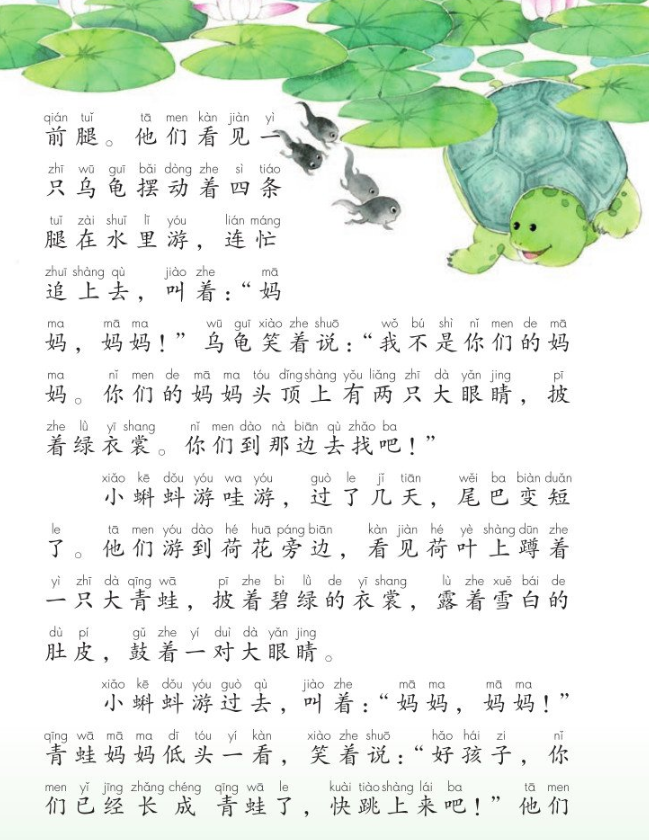 qián tuǐ tā men kàn jiàn yì
前腿。他们看见一
zhī wū guī bǎi dòng zhe sì tiáo
只乌龟摆动着四条
tuǐ zài shuǐ lǐ yóu lián máng
腿在水里游，连忙
zhuī shàng qù jiào zhe mā
追上去，叫着：“妈
ma mā ma wū guī xiào zhe shuō wǒ bú shì nǐ men de mā
妈，妈妈！” 乌龟笑着说：“我不是你们的妈
ma nǐ men de mā ma tóu dǐng shàng yǒu liǎng zhī dà yǎn jing pī
妈。你们的妈妈头顶上有两只大眼睛，披
zhe lǜ yī shang nǐ men dào nà biān qù zhǎo ba
着绿衣裳。你们到那边去找吧！”
xiǎo kē dǒu yóu wa yóu guò le jǐ tiān wěi ba biàn duǎn
小蝌蚪游哇游，过了几天，尾巴变短
le tā men yóu dào hé huā páng biān kàn jiàn hé yè shàng dūn zhe
了。他们游到荷花旁边，看见荷叶上蹲着
yì zhī dà qīng wā pī zhe bì lǜ de yī shang lù zhe xuě bái de
一只大青蛙，披着碧绿的衣裳，露着雪白的
dù pí gǔ zhe yí duì dà yǎn jing
肚皮，鼓着一对大眼睛。
xiǎo kē dǒu yóu guò qù jiào zhe mā ma mā ma
小蝌蚪游过去，叫着：“妈妈，妈妈！”
qīng wā mā ma dī tóu yí kàn xiào zhe shuō hǎo hái zi nǐ
青蛙妈妈低头一看，笑着说：“好孩子，你
men yǐ jīng zhǎng chéng qīng wā le kuài tiào shàng lái ba tā men
们已经长成青蛙了，快跳上来吧！” 他们